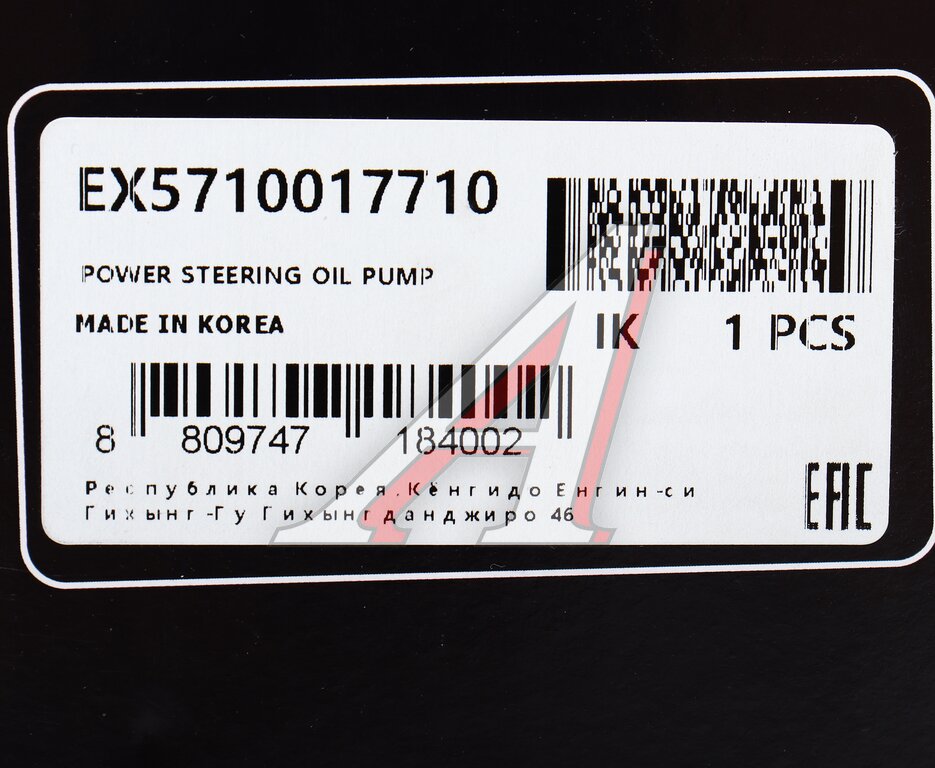 EX5710017710
POWER STEERING OIL PUMP
MADE IN KOREA
IK 1 PCS
8 809747 184002
Республика Корея.Кёнгидо Енгин-си
Гихынг-Гу Гихынгданджиро 46
EAC